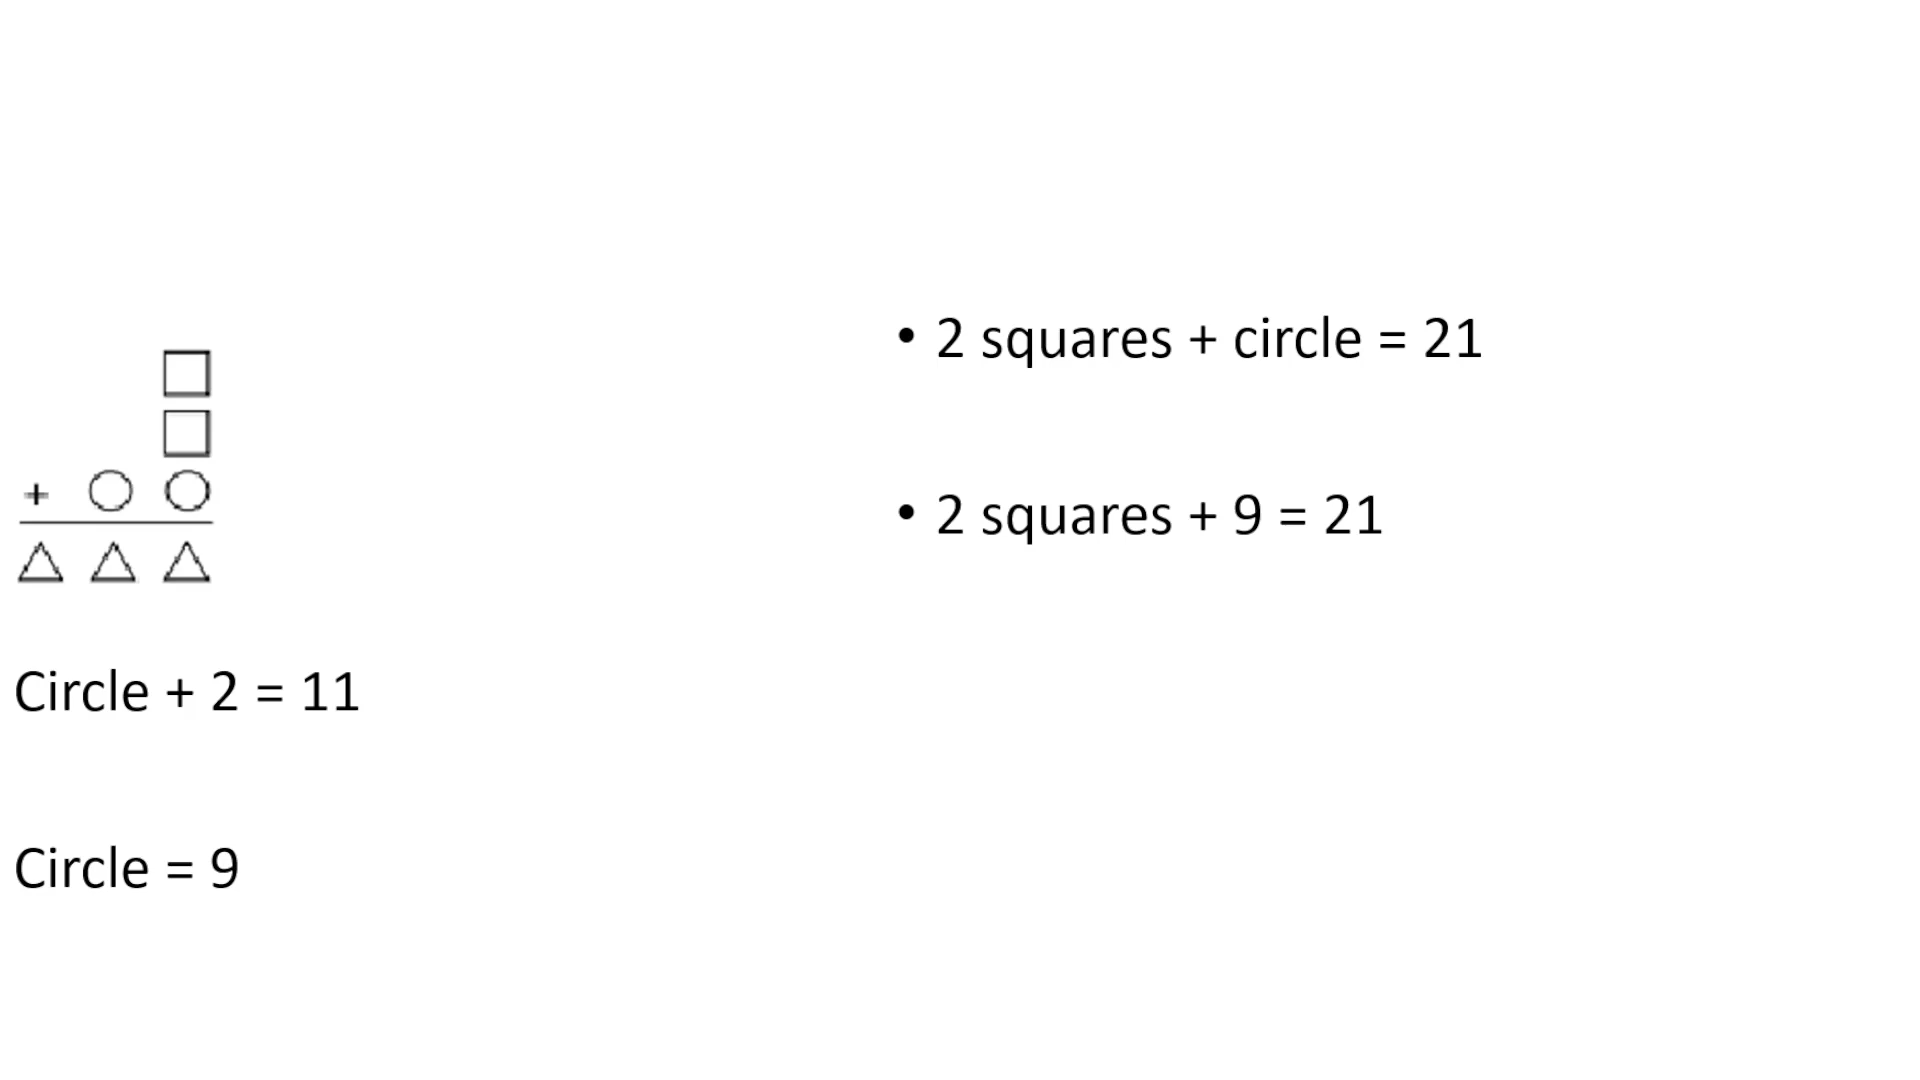 +
Circle + 2 = 11
Circle = 9
• 2 squares + circle = 21
• 2 squares + 9 = 21